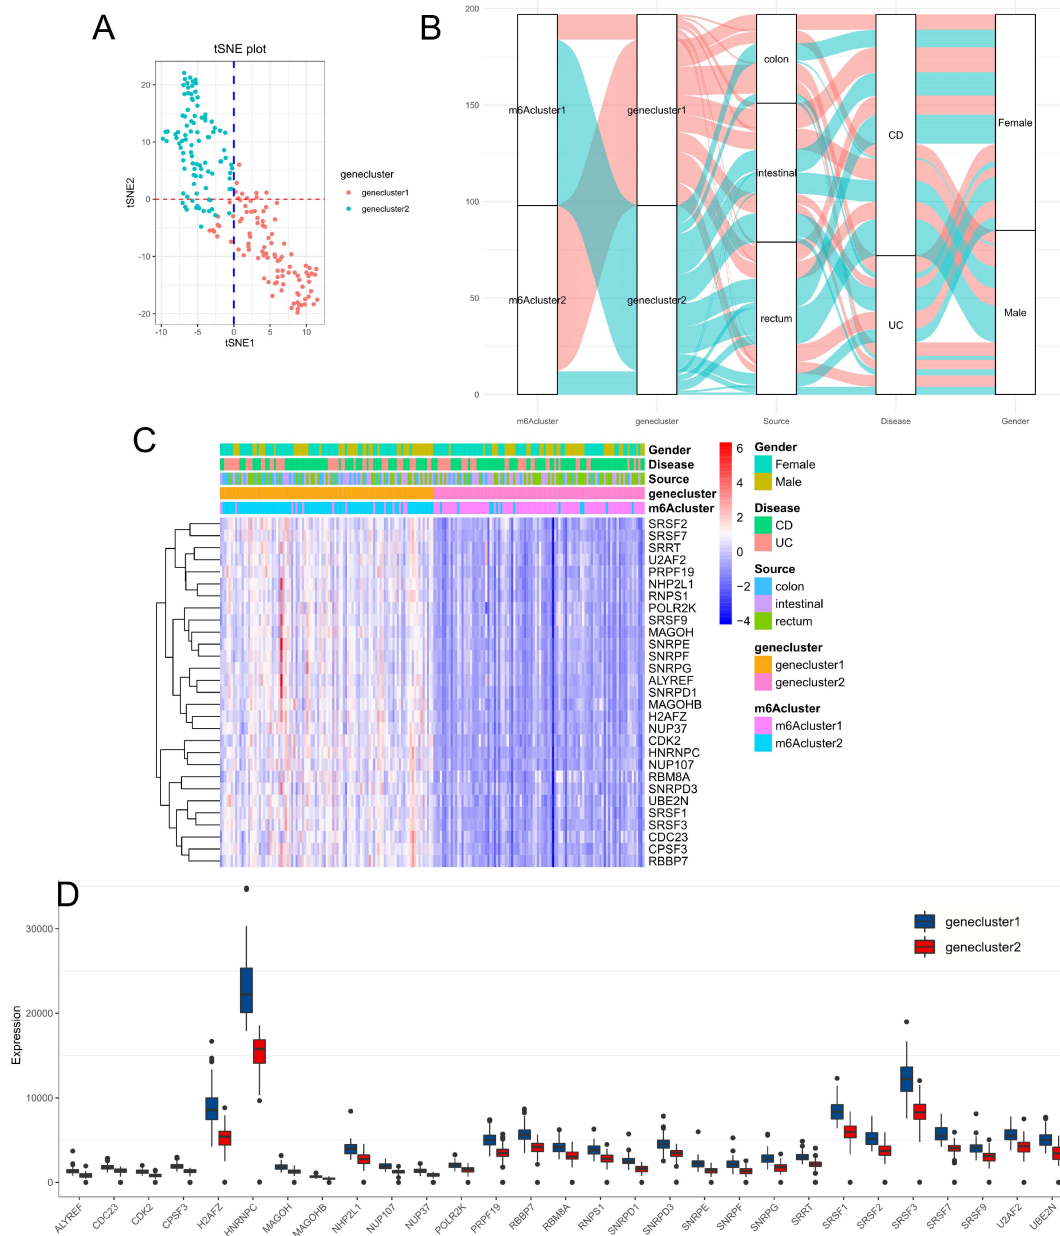 A
tSNE plot
20
10
0
-10
-20
tSNE2
-10
-5
0
5
10
tSNE1
genecluster
genecluster1
genecluster2
B
200
150
100
50
0
m6Acluster1
m6Acluster2
genecluster1
genecluster2
colon
intestinal
rectum
CD
UC
Female
Male
m6Acluster
genecluster
Source
Disease
Gender
C
Gender
Disease
Source
genecluster
m6Acluster
SRSF2
SRSF7
SRRT
U2AF2
PRPF19
NHP2L1
RNPS1
POLR2K
SRSF9
MAGOH
SNRPE
SNRPF
SNRPG
ALYREF
SNRPD1
MAGOHB
H2AFZ
NUP37
CDK2
HNRNPC
NUP107
RBM8A
SNRPD3
UBE2N
SRSF1
SRSF3
CDC23
CPSF3
RBBP7
6
4
2
0
−2
−4
Gender
Female
Male
Disease
CD
UC
Source
colon
intestinal
rectum
genecluster
genecluster1
genecluster2
m6Acluster
m6Acluster1
m6Acluster2
D
30000
20000
10000
0
Expression
genecluster1
genecluster2
ALYREF
CDC23
CDK2
CPSF3
H2AFZ
HNRNPC
MAGOH
MAGOHB
NHP2L1
NUP107
NUP37
POLR2K
PRPF19
RBBP7
RBM8A
RNPS1
SNRPD1
SNRPD3
SNRPE
SNRPF
SNRPG
SRRT
SRSF1
SRSF2
SRSF3
SRSF7
SRSF9
U2AF2
UBE2N